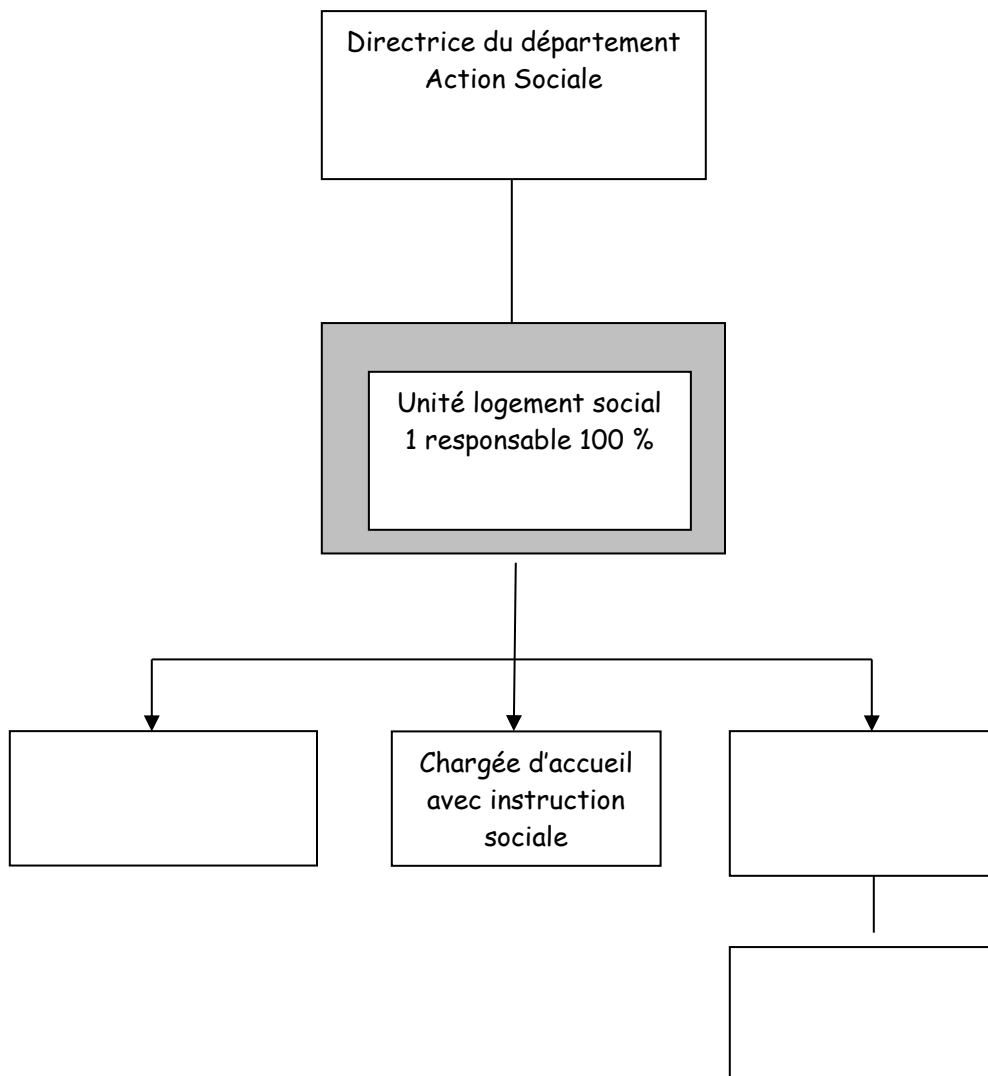 Directrice du département
Action Sociale
Unité logement social
1 responsable 100 %
Chargée d’accueil
avec instruction
sociale